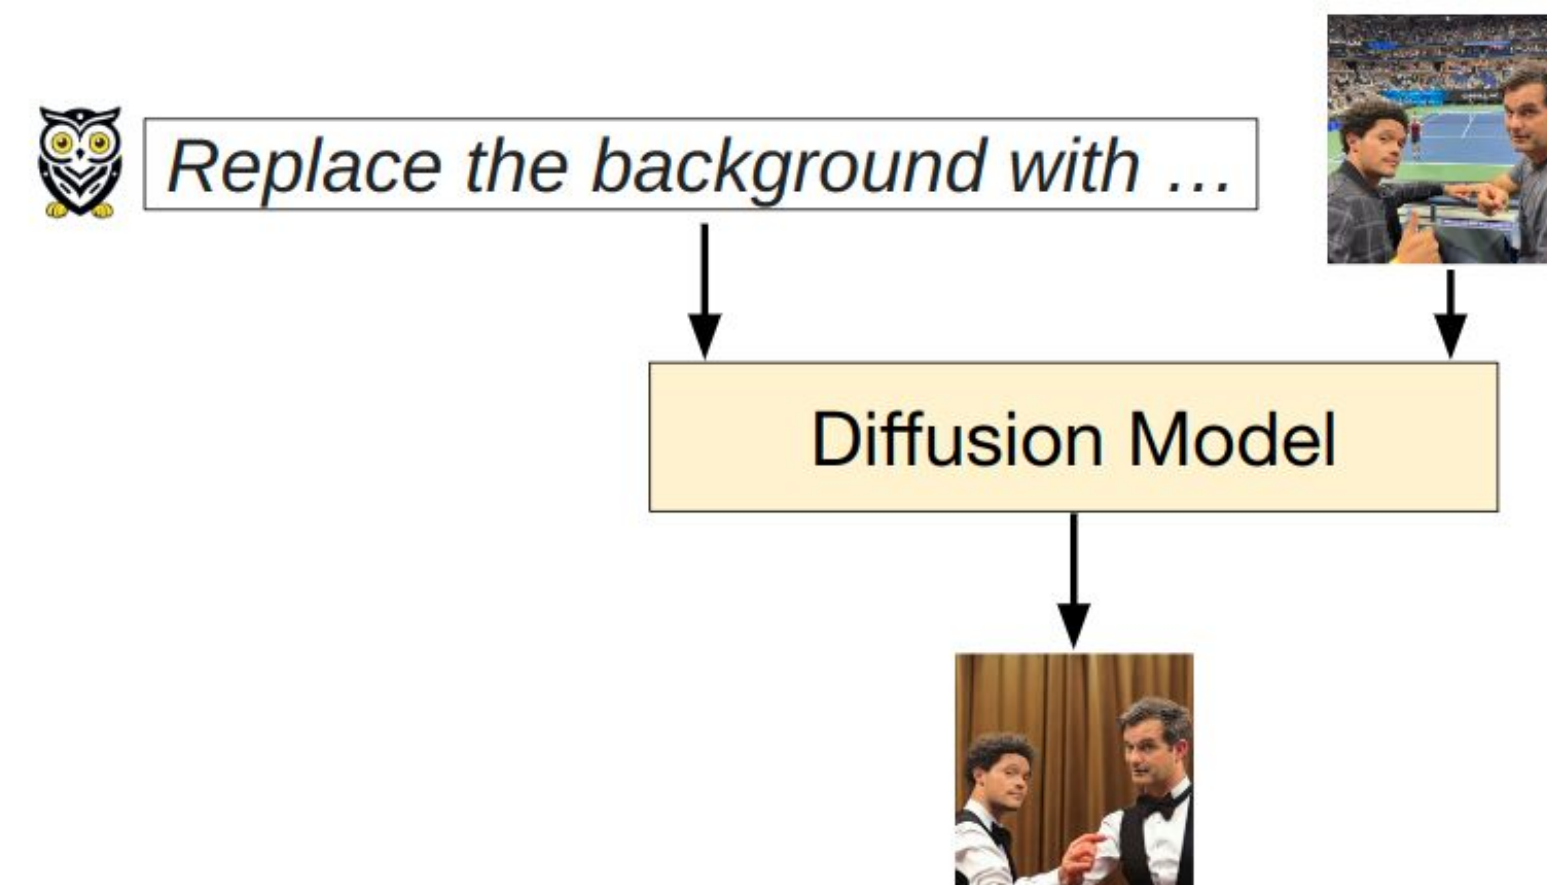 Replace the background with …
Diffusion Model